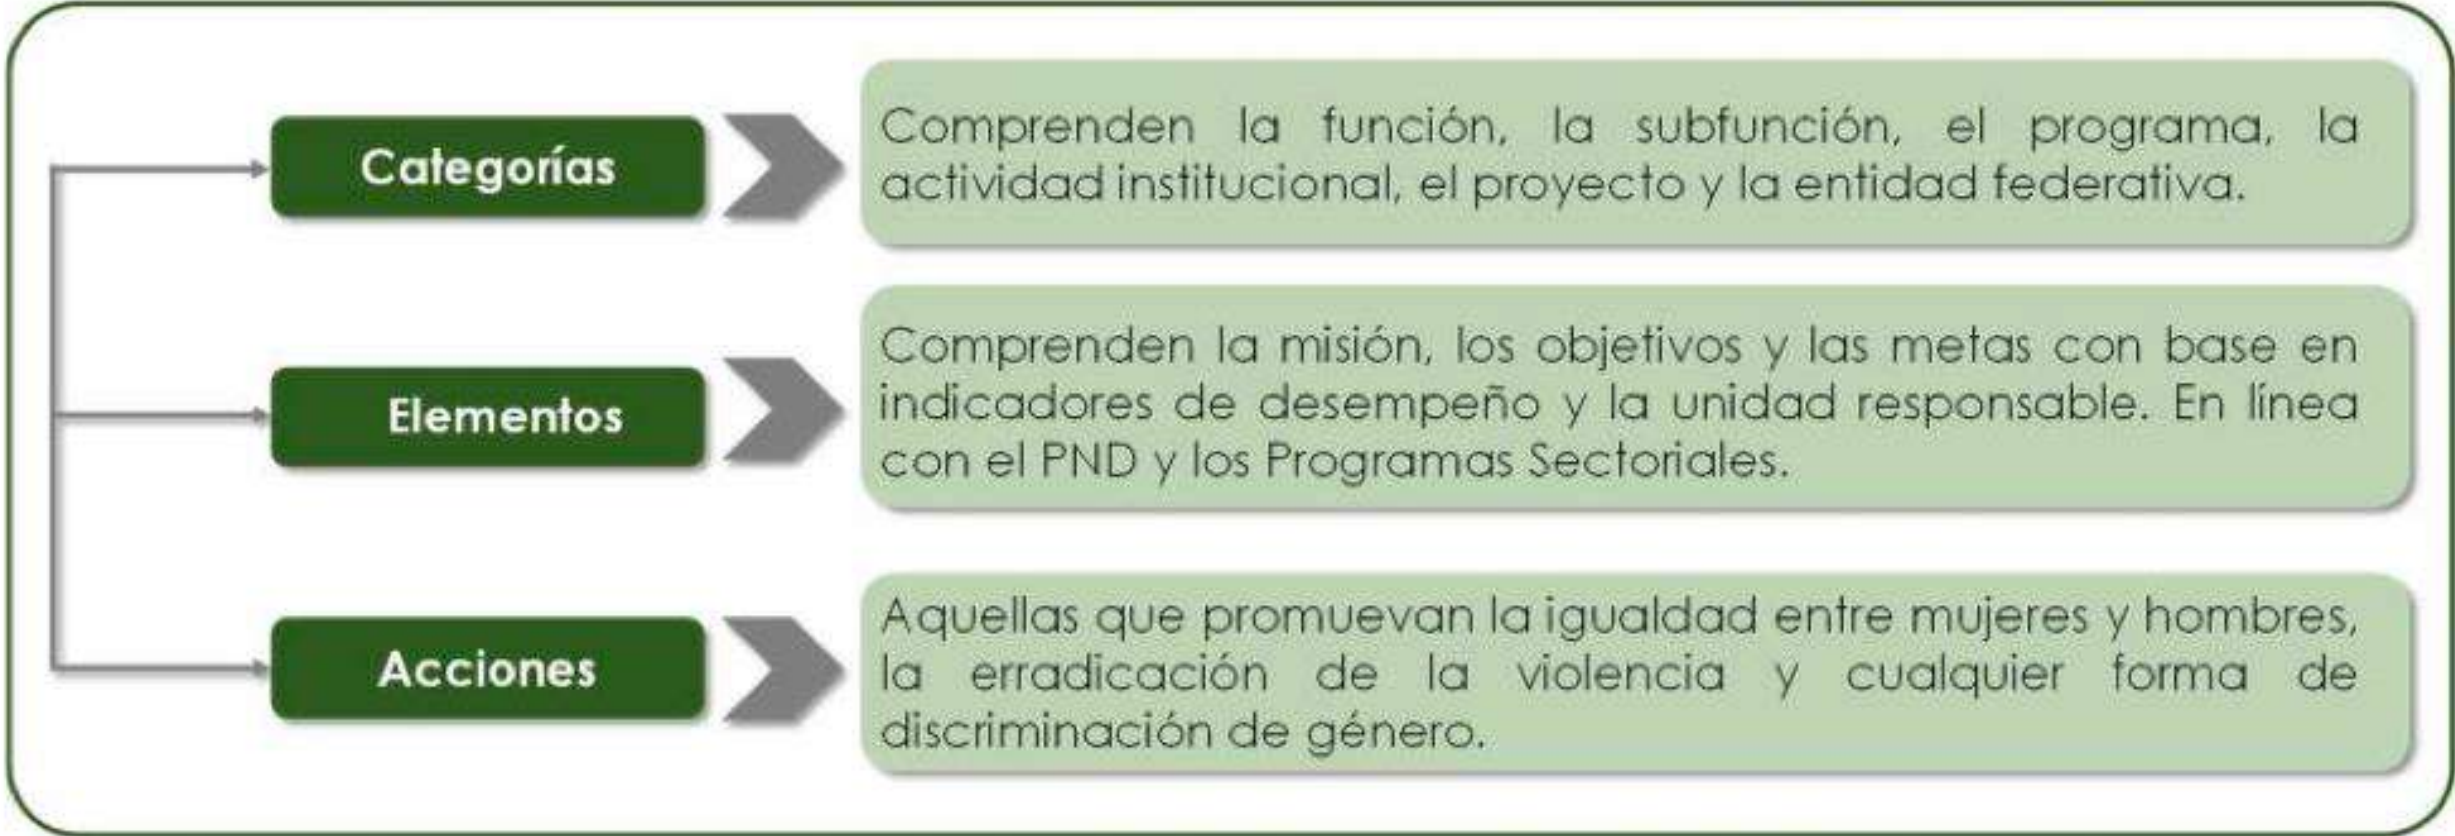 Categorías
Comprenden la función, la subfunción, el programa, la
actividad institucional, el proyecto y la entidad federativa.
Elementos
Comprenden la misión, los objetivos y las metas con base en
indicadores de desempeño y la unidad responsable. En línea
con el PND y los Programas Sectoriales.
Acciones
Aquellas que promuevan la igualdad entre mujeres y hombres,
la erradicación de la violencia y cualquier forma de
discriminación de género.